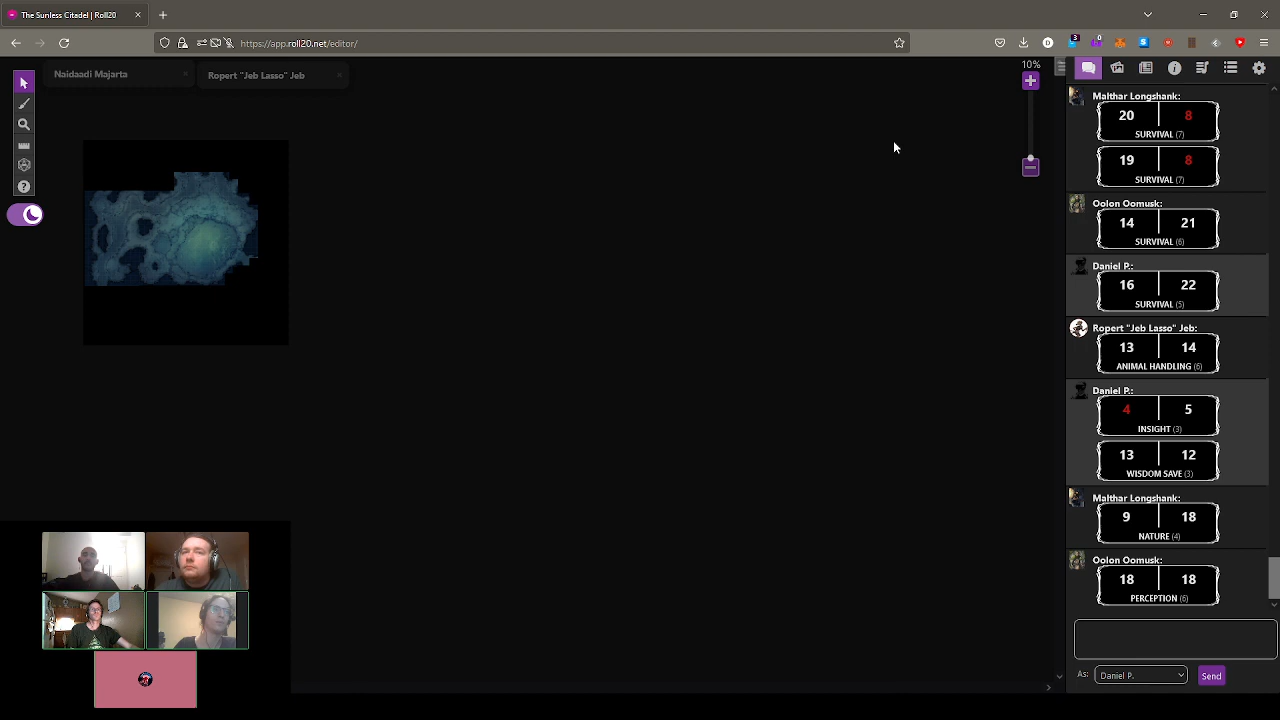 The Sunless Citadel | Roll20
https://app.roll20.net/editor/
3
0
Naidaadi Majarta
Ropert "Jeb Lasso" Jeb
10%
Malthar Longshank:
20 8
SURVIVAL (7)
19 8
SURVIVAL (7)
Oolon Oomusk:
14 21
SURVIVAL (6)
Daniel P.:
16 22
SURVIVAL (5)
Ropert "Jeb Lasso" Jeb:
13 14
ANIMAL HANDLING (6)
Daniel P.:
4 5
INSIGHT (3)
13 12
WISDOM SAVE (3)
Malthar Longshank:
9 18
NATURE (4)
Oolon Oomusk:
18 18
PERCEPTION (6)
As: Daniel P. Send